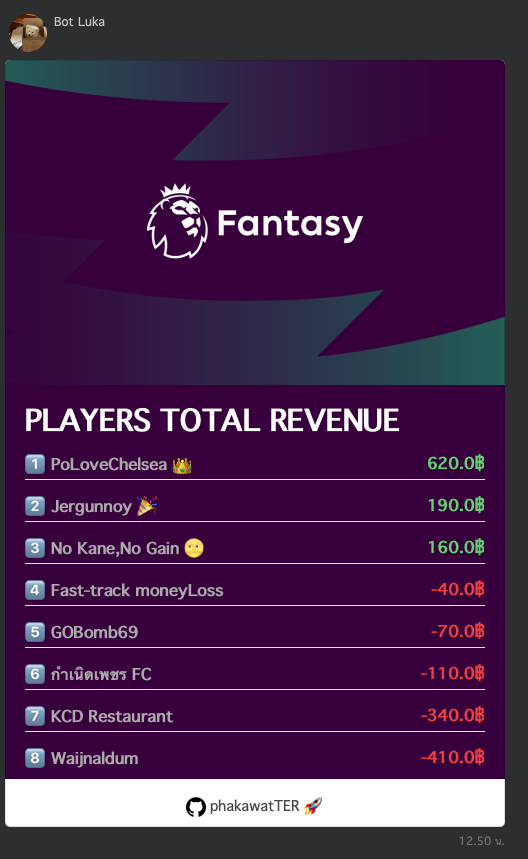 Bot Luka
Fantasy
PLAYERS TOTAL REVENUE
1 PoLoveChelsea 👑 620.0฿
2 Jergunnoy 🎉 190.0฿
3 No Kane,No Gain 🌝 160.0฿
4 Fast-track moneyLoss -40.0฿
5 GOBomb69 -70.0฿
6 กำเนิดเพชร FC -110.0฿
7 KCD Restaurant -340.0฿
8 Waijnaldum -410.0฿
phakawatTER 🚀
12.50 น.